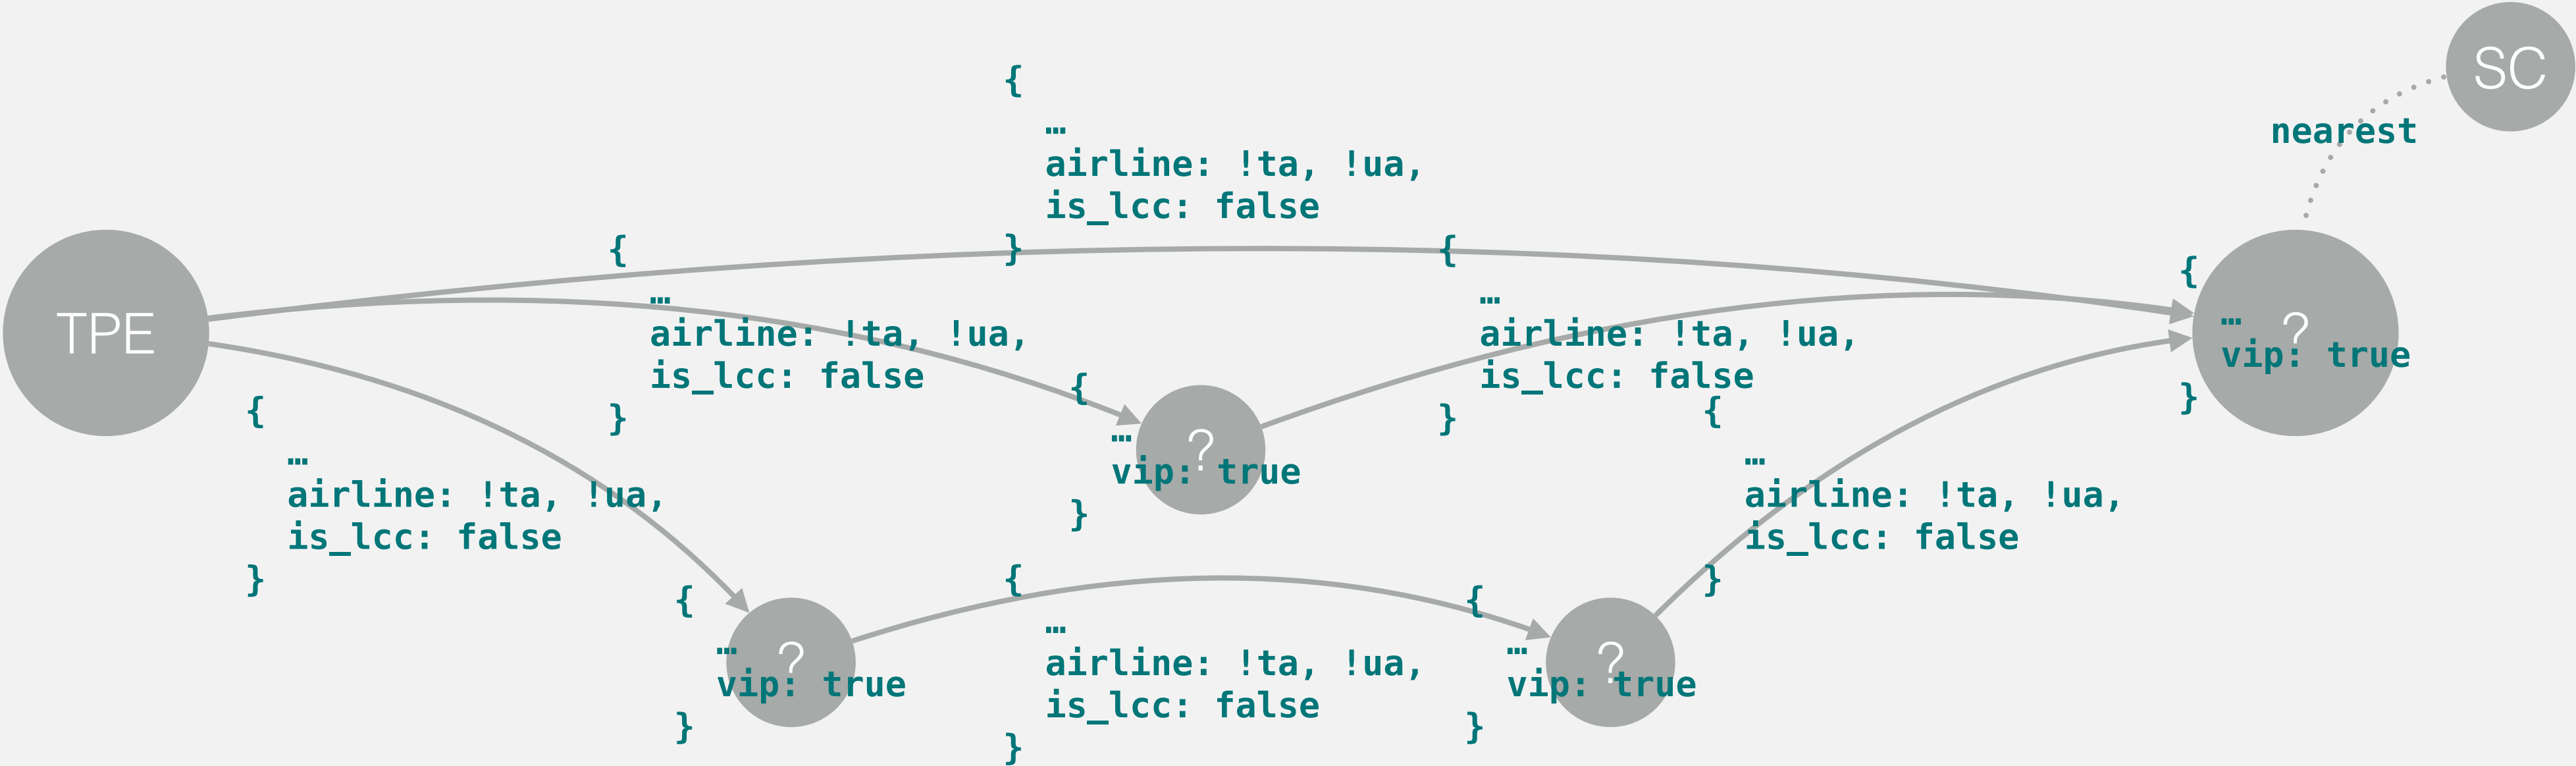 SC
nearest
{
…
airline: !ta, !ua,
is_lcc: false
}
TPE
{
…
airline: !ta, !ua,
is_lcc: false
}
{
…
airline: !ta, !ua,
is_lcc: false
}
?
{
…
vip: true
}
?
{
…
vip: true
}
{
…
airline: !ta, !ua,
is_lcc: false
}
{
…
airline: !ta, !ua,
is_lcc: false
}
?
{
…
vip: true
}
{
…
airline: !ta, !ua,
is_lcc: false
}
?
{
…
vip: true
}